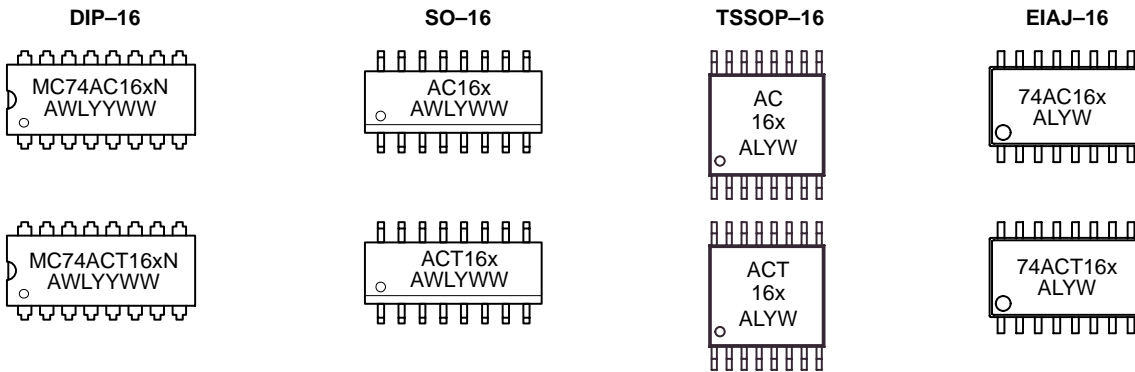 DIP–16
SO–16
TSSOP–16
EIAJ–16
MC74AC16xN
AWLYYWW
AC16x
AWLYWW
AC
16x
ALYW
74AC16x
ALYW
MC74ACT16xN
AWLYYWW
ACT16x
AWLYWW
ACT
16x
ALYW
74ACT16x
ALYW